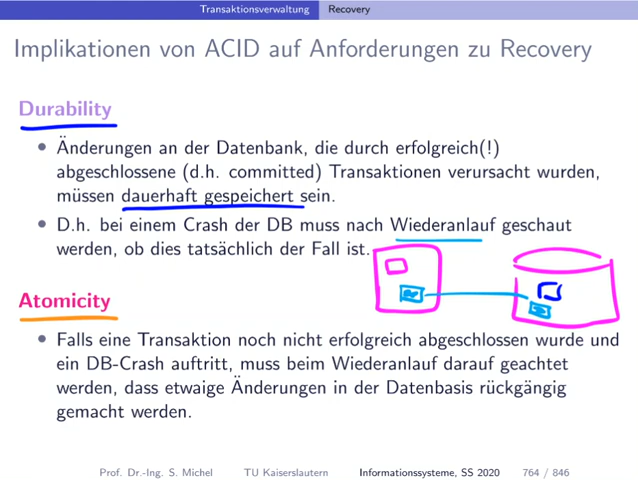 Transaktionsverwaltung Recovery
Implikationen von ACID auf Anforderungen zu Recovery
Durability
Änderungen an der Datenbank, die durch erfolgreich(!)
abgeschlossene (d.h. committed) Transaktionen verursacht wurden,
müssen dauerhaft gespeichert sein.
D.h. bei einem Crash der DB muss nach Wiederanlauf geschaut
werden, ob dies tatsächlich der Fall ist.
Atomicity
Falls eine Transaktion noch nicht erfolgreich abgeschlossen wurde und
ein DB-Crash auftritt, muss beim Wiederanlauf darauf geachtet
werden, dass etwaige Änderungen in der Datenbasis rückgängig
gemacht werden.
Prof. Dr.-Ing. S. Michel TU Kaiserslautern Informationssysteme, SS 2020 764 / 846